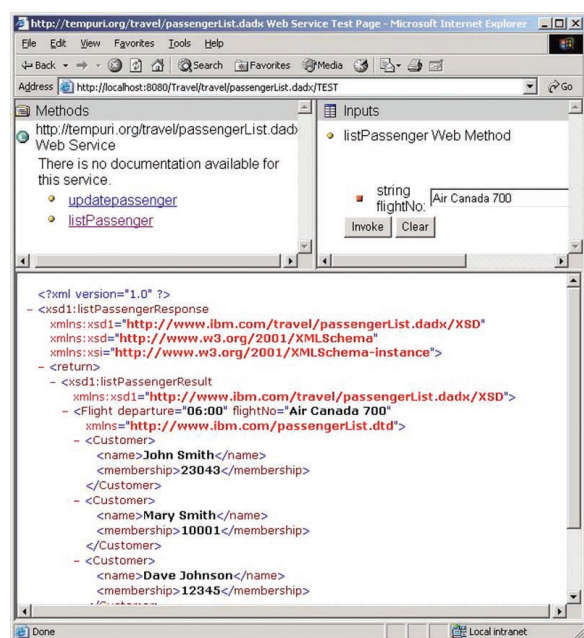 http://tempuri.org/travel/passengerList.dadx Web Service Test Page - Microsoft Internet Explorer
File Edit View Favorites Tools Help
Back Search Favorites Media
Address http://localhost:8080/Travel/travel/passengerList.dadx/TEST Go
Methods
http://tempuri.org/travel/passengerList.dadx
Web Service
There is no documentation available for
this service.
updatepassenger
listPassenger
Inputs
listPassenger Web Method
string
flightNo: Air Canada 700
Invoke Clear
<?xml version="1.0" ?>
- <xsd1:listPassengerResponse
xmlns:xsd1="http://www.ibm.com/travel/passengerList.dadx/XSD"
xmlns:xsd="http://www.w3.org/2001/XMLSchema"
xmlns:xsi="http://www.w3.org/2001/XMLSchema-instance">
- <return>
- <xsd1:listPassengerResult
xmlns:xsd1="http://www.ibm.com/travel/passengerList.dadx/XSD">
- <Flight departure="06:00" flightNo="Air Canada 700"
xmlns="http://www.ibm.com/passengerList.dtd">
- <Customer>
<name>John Smith</name>
<membership>23043</membership>
</Customer>
- <Customer>
<name>Mary Smith</name>
<membership>10001</membership>
</Customer>
- <Customer>
<name>Dave Johnson</name>
<membership>12345</membership>
</Customer>
Done Local intranet